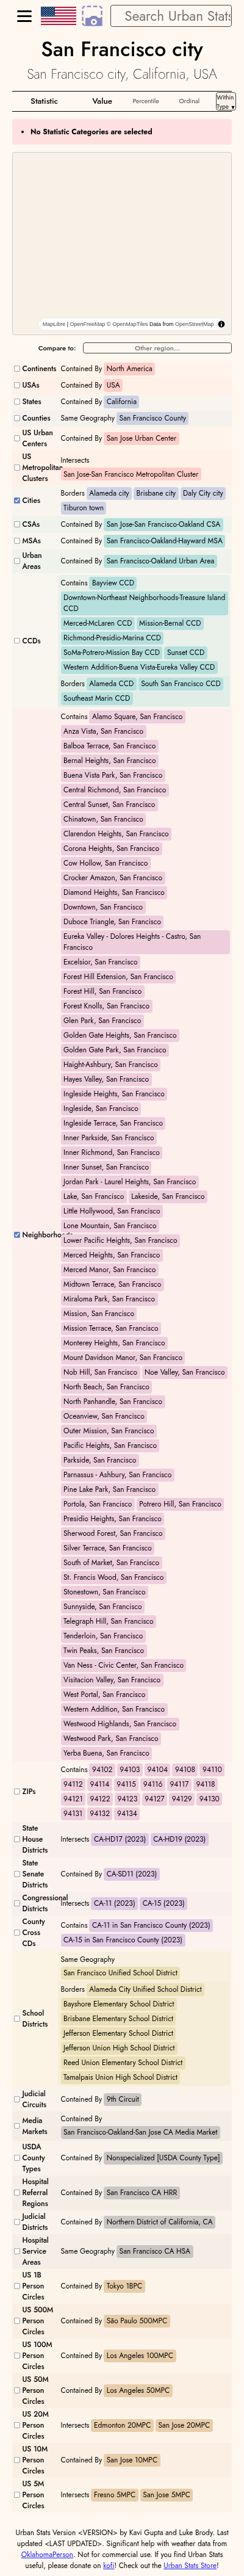 Search Urban Stats
San Francisco city
San Francisco city, California, USA
Statistic Value Percentile Ordinal Within Type ▼
• No Statistic Categories are selected
MapLibre | OpenFreeMap © OpenMapTiles Data from OpenStreetMap
Compare to: Other region...
Continents Contained By North America
USAs Contained By USA
States Contained By California
Counties Same Geography San Francisco County
US Urban Centers Contained By San Jose Urban Center
US Metropolitan Clusters Intersects
San Jose-San Francisco Metropolitan Cluster
Cities Borders Alameda city Brisbane city Daly City city
Tiburon town
CSAs Contained By San Jose-San Francisco-Oakland CSA
MSAs Contained By San Francisco-Oakland-Hayward MSA
Urban Areas Contained By San Francisco-Oakland Urban Area
CCDs Contains Bayview CCD
Downtown-Northeast Neighborhoods-Treasure Island
CCD
Merced-McLaren CCD Mission-Bernal CCD
Richmond-Presidio-Marina CCD
SoMa-Potrero-Mission Bay CCD Sunset CCD
Western Addition-Buena Vista-Eureka Valley CCD
Borders Alameda CCD South San Francisco CCD
Southeast Marin CCD
Neighborhoods Contains Alamo Square, San Francisco
Anza Vista, San Francisco
Balboa Terrace, San Francisco
Bernal Heights, San Francisco
Buena Vista Park, San Francisco
Central Richmond, San Francisco
Central Sunset, San Francisco
Chinatown, San Francisco
Clarendon Heights, San Francisco
Corona Heights, San Francisco
Cow Hollow, San Francisco
Crocker Amazon, San Francisco
Diamond Heights, San Francisco
Downtown, San Francisco
Duboce Triangle, San Francisco
Eureka Valley - Dolores Heights - Castro, San
Francisco
Excelsior, San Francisco
Forest Hill Extension, San Francisco
Forest Hill, San Francisco
Forest Knolls, San Francisco
Glen Park, San Francisco
Golden Gate Heights, San Francisco
Golden Gate Park, San Francisco
Haight-Ashbury, San Francisco
Hayes Valley, San Francisco
Ingleside Heights, San Francisco
Ingleside, San Francisco
Ingleside Terrace, San Francisco
Inner Parkside, San Francisco
Inner Richmond, San Francisco
Inner Sunset, San Francisco
Jordan Park - Laurel Heights, San Francisco
Lake, San Francisco Lakeside, San Francisco
Little Hollywood, San Francisco
Lone Mountain, San Francisco
Lower Pacific Heights, San Francisco
Merced Heights, San Francisco
Merced Manor, San Francisco
Midtown Terrace, San Francisco
Miraloma Park, San Francisco
Mission, San Francisco
Mission Terrace, San Francisco
Monterey Heights, San Francisco
Mount Davidson Manor, San Francisco
Nob Hill, San Francisco Noe Valley, San Francisco
North Beach, San Francisco
North Panhandle, San Francisco
Oceanview, San Francisco
Outer Mission, San Francisco
Pacific Heights, San Francisco
Parkside, San Francisco
Parnassus - Ashbury, San Francisco
Pine Lake Park, San Francisco
Portola, San Francisco Potrero Hill, San Francisco
Presidio Heights, San Francisco
Sherwood Forest, San Francisco
Silver Terrace, San Francisco
South of Market, San Francisco
St. Francis Wood, San Francisco
Stonestown, San Francisco
Sunnyside, San Francisco
Telegraph Hill, San Francisco
Tenderloin, San Francisco
Twin Peaks, San Francisco
Van Ness - Civic Center, San Francisco
Visitacion Valley, San Francisco
West Portal, San Francisco
Western Addition, San Francisco
Westwood Highlands, San Francisco
Westwood Park, San Francisco
Yerba Buena, San Francisco
ZIPs Contains 94102 94103 94104 94108 94110
94112 94114 94115 94116 94117 94118
94121 94122 94123 94127 94129 94130
94131 94132 94134
State House Districts Intersects CA-HD17 (2023) CA-HD19 (2023)
State Senate Districts Contained By CA-SD11 (2023)
Congressional Districts Intersects CA-11 (2023) CA-15 (2023)
County Cross CDs Contains CA-11 in San Francisco County (2023)
CA-15 in San Francisco County (2023)
School Districts Same Geography
San Francisco Unified School District
Borders Alameda City Unified School District
Bayshore Elementary School District
Brisbane Elementary School District
Jefferson Elementary School District
Jefferson Union High School District
Reed Union Elementary School District
Tamalpais Union High School District
Judicial Circuits Contained By 9th Circuit
Media Markets Contained By
San Francisco-Oakland-San Jose CA Media Market
USDA County Types Contained By Nonspecialized [USDA County Type]
Hospital Referral Regions Contained By San Francisco CA HRR
Judicial Districts Contained By Northern District of California, CA
Hospital Service Areas Same Geography San Francisco CA HSA
US 1B Person Circles Contained By Tokyo 1BPC
US 500M Person Circles Contained By São Paulo 500MPC
US 100M Person Circles Contained By Los Angeles 100MPC
US 50M Person Circles Contained By Los Angeles 50MPC
US 20M Person Circles Intersects Edmonton 20MPC San Jose 20MPC
US 10M Person Circles Contained By San Jose 10MPC
US 5M Person Circles Intersects Fresno 5MPC San Jose 5MPC
Urban Stats Version <VERSION> by Kavi Gupta and Luke Brody. Last
updated <LAST UPDATED>. Significant help with weather data from
OklahomaPerson. Not for commercial use. If you find Urban Stats
useful, please donate on kofi! Check out the Urban Stats Store!